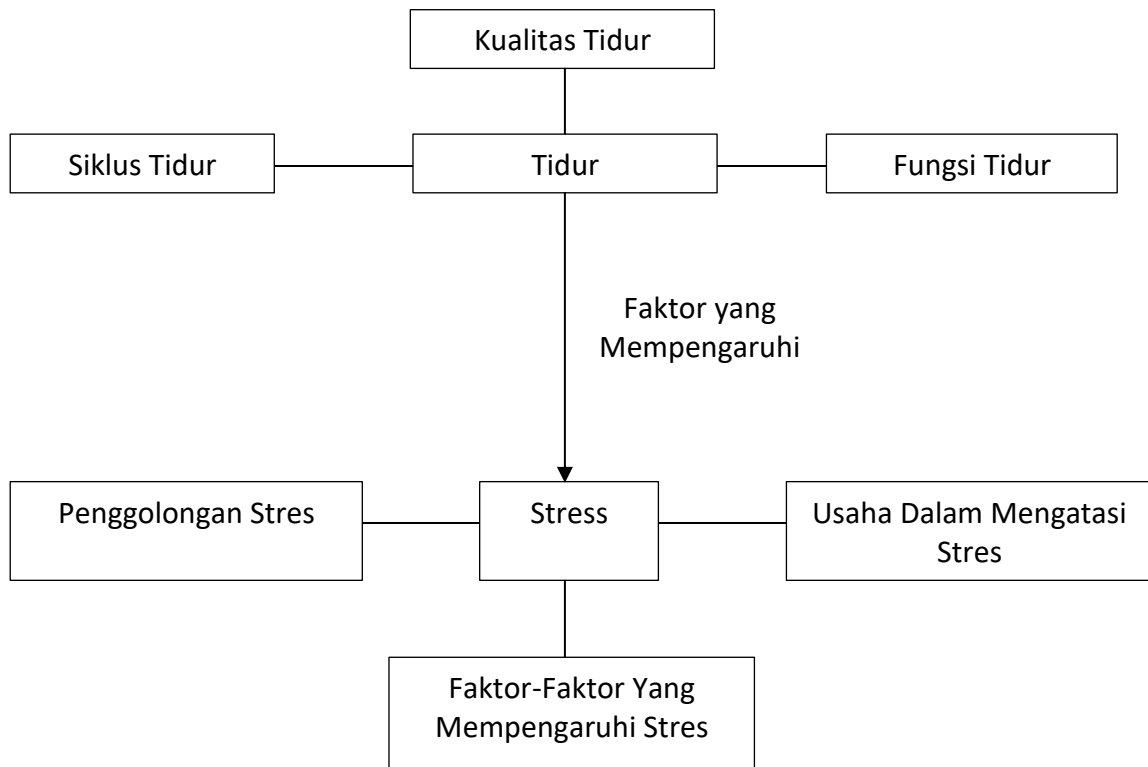 Kualitas Tidur
Siklus Tidur
Tidur
Fungsi Tidur
Faktor yang
Mempengaruhi
Penggolongan Stres
Stress
Usaha Dalam Mengatasi
Stres
Faktor-Faktor Yang
Mempengaruhi Stres